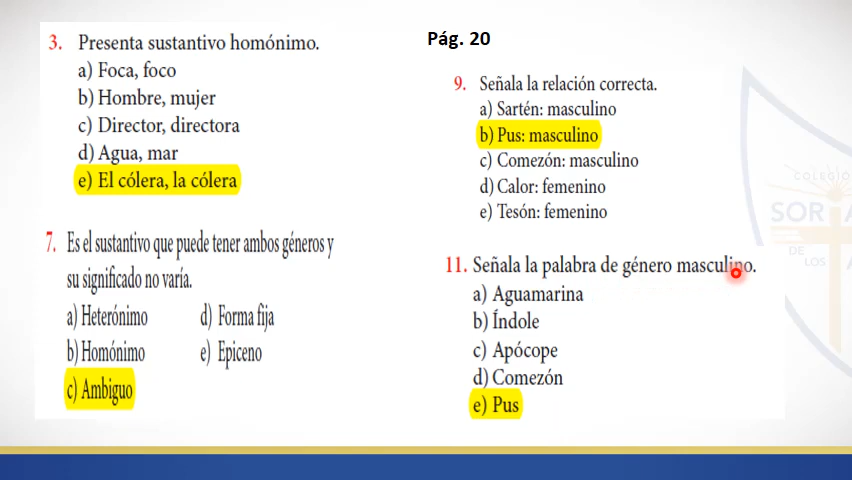 3. Presenta sustantivo homónimo.
a) Foca, foco
b) Hombre, mujer
c) Director, directora
d) Agua, mar
e) El cólera, la cólera
7. Es el sustantivo que puede tener ambos géneros y
su significado no varía.
a) Heterónimo d) Forma fija
b) Homónimo e) Epiceno
c) Ambiguo
Pág. 20
9. Señala la relación correcta.
a) Sartén: masculino
b) Pus: masculino
c) Comezón: masculino
d) Calor: femenino
e) Tesón: femenino
11. Señala la palabra de género masculino.
a) Aguamarina
b) Índole
c) Apócope
d) Comezón
e) Pus
COLEGIO
DE
LOS